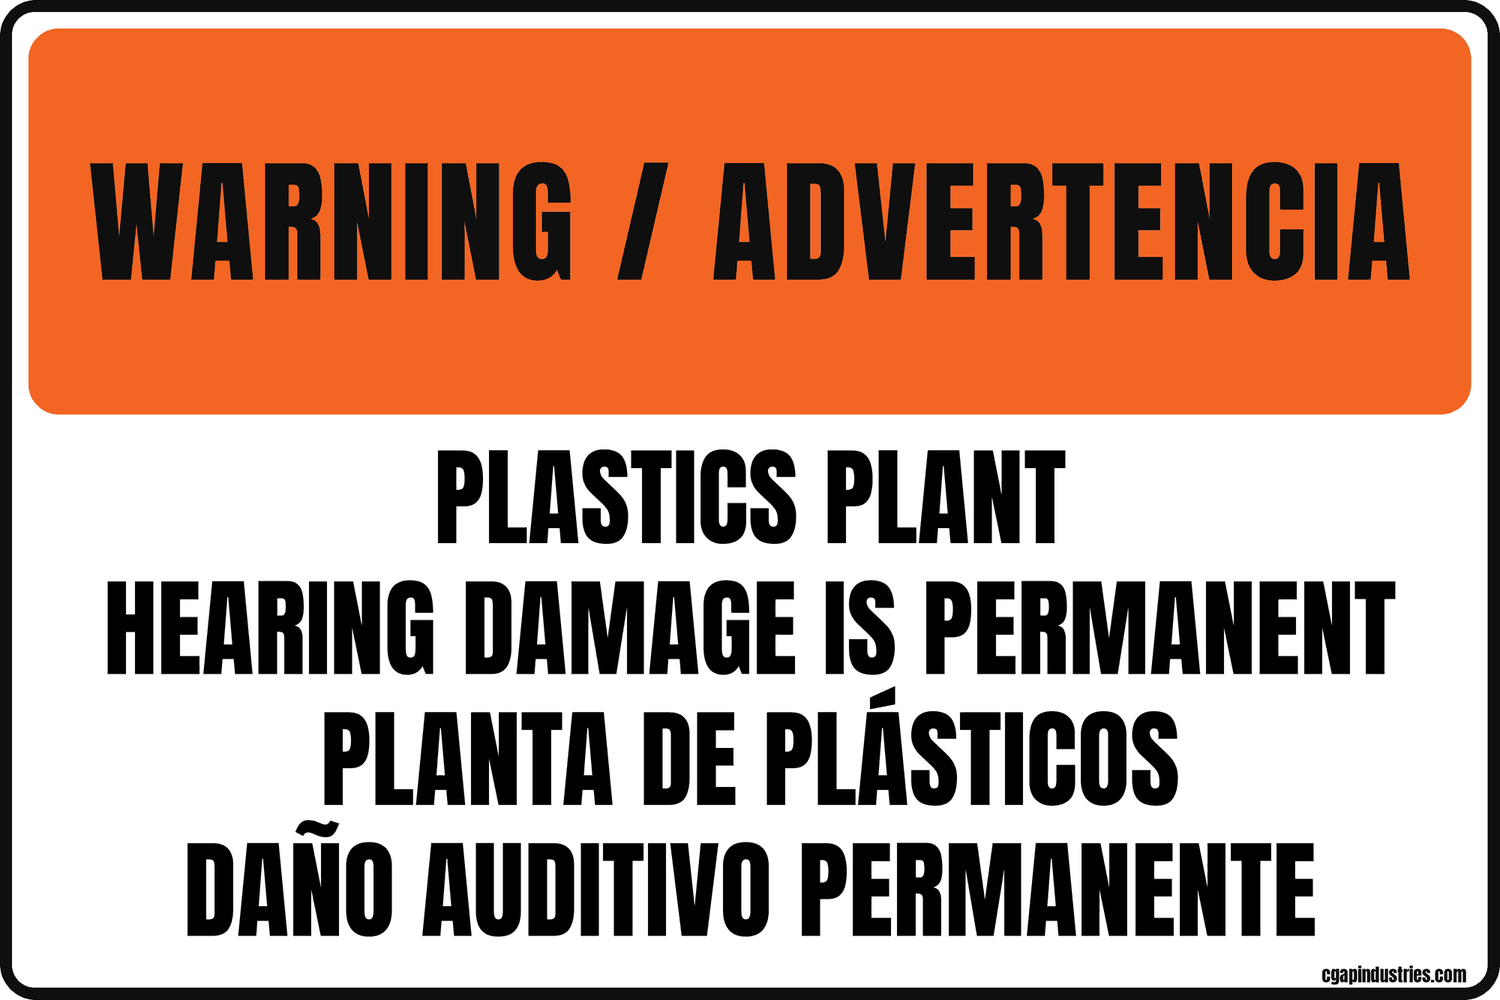 WARNING / ADVERTENCIA
PLASTICS PLANT
HEARING DAMAGE IS PERMANENT
PLANTA DE PLÁSTICOS
DAÑO AUDITIVO PERMANENTE
cgapindustries.com